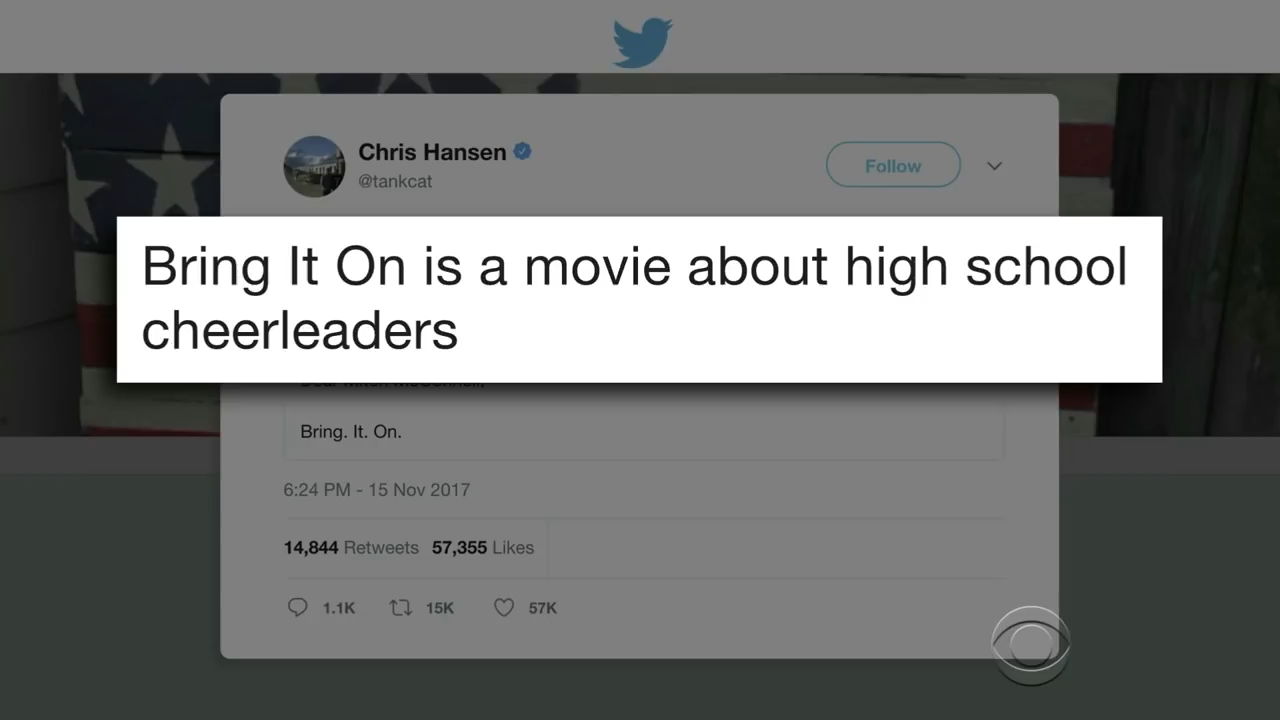 Chris Hansen
@tankcat
Follow
Bring It On is a movie about high school
cheerleaders
Bring. It. On.
6:24 PM - 15 Nov 2017
14,844 Retweets 57,355 Likes
1.1K 15K 57K